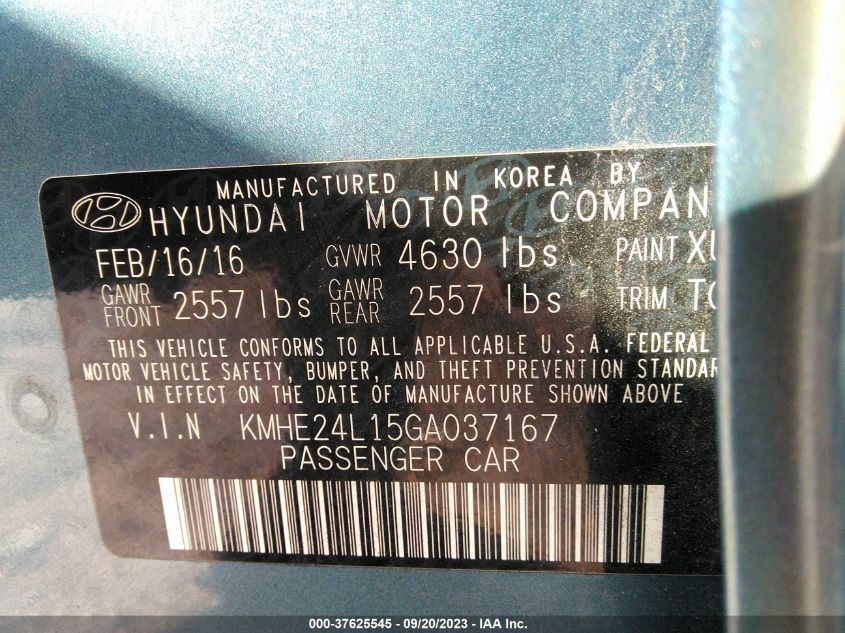 MANUFACTURED IN KOREA BY
HYUNDAI MOTOR COMPAN
FEB/16/16 GVWR 4630 lbs PAINT XU
GAWR FRONT 2557 lbs GAWR REAR 2557 lbs TRIM
THIS VEHICLE CONFORMS TO ALL APPLICABLE U.S.A. FEDERAL
MOTOR VEHICLE SAFETY, BUMPER, AND THEFT PREVENTION STANDAR
IN EFFECT ON THE DATE OF MANUFACTURE SHOWN ABOVE
V.I.N KMHE24L15GA037167
PASSENGER CAR
000-37625545 - 09/20/2023 - IAA Inc.